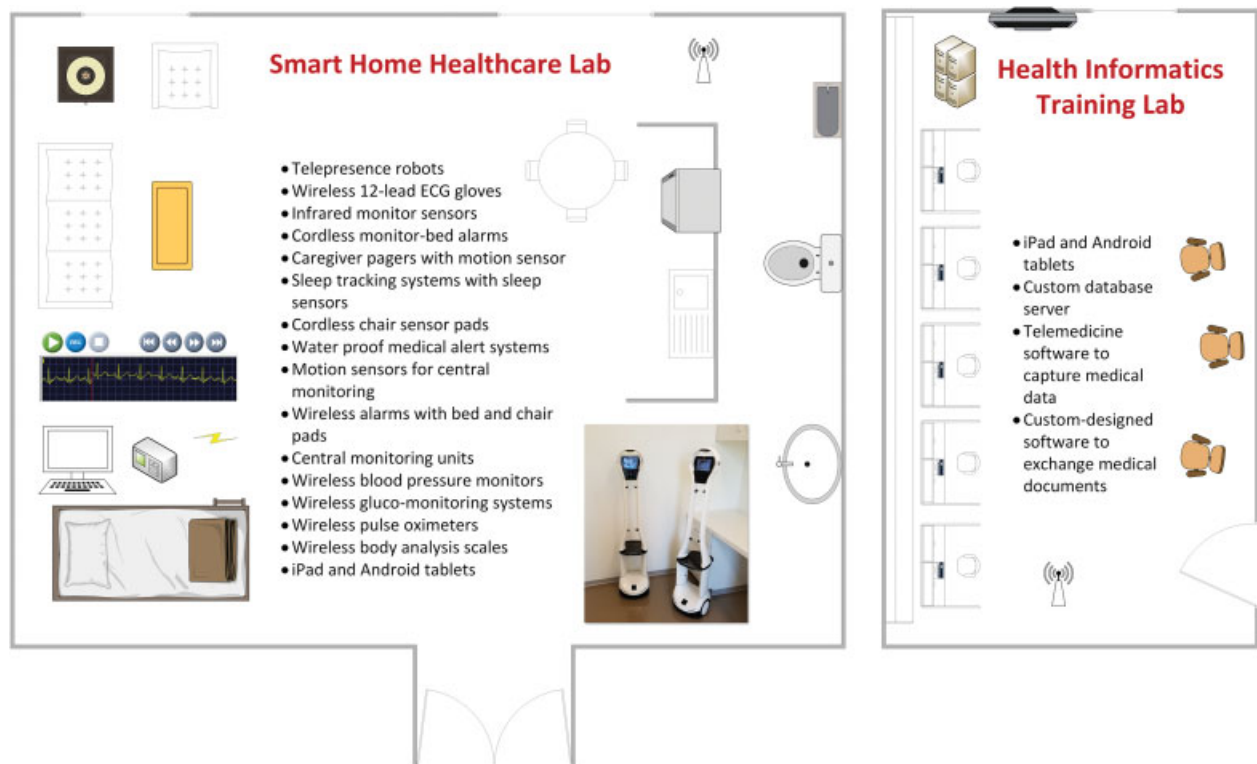 Smart Home Healthcare Lab
• Telepresence robots
• Wireless 12-lead ECG gloves
• Infrared monitor sensors
• Cordless monitor-bed alarms
• Caregiver pagers with motion sensor
• Sleep tracking systems with sleep
sensors
• Cordless chair sensor pads
• Water proof medical alert systems
• Motion sensors for central
monitoring
• Wireless alarms with bed and chair
pads
• Central monitoring units
• Wireless blood pressure monitors
• Wireless gluco-monitoring systems
• Wireless pulse oximeters
• Wireless body analysis scales
• iPad and Android tablets
Health Informatics
Training Lab
• iPad and Android
tablets
• Custom database
server
• Telemedicine
software to
capture medical
data
• Custom-designed
software to
exchange medical
documents